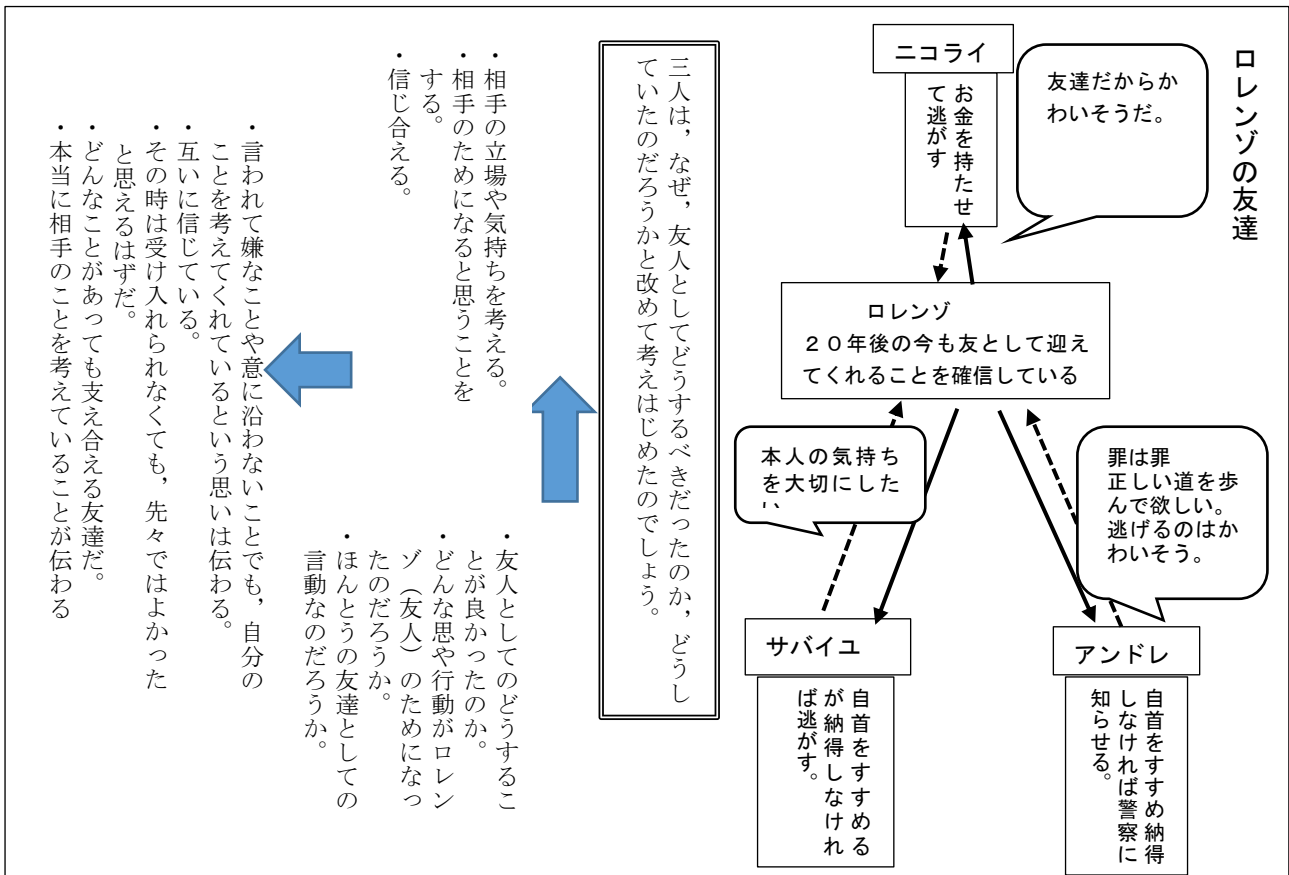 ロレンゾの友達
ニコライ
お金を持たせ
て逃がす
友達だからか
わいそうだ。
ロレンゾ
20年後の今も友として迎え
てくれることを確信している
罪は罪
正しい道を歩
んで欲しい。
逃げるのはか
わいそう。
本人の気持ち
を大切にした
アンドレ
自首をすすめ納得
しなければ警察に
知らせる。
サバイユ
自首をすすめる
が納得しなけれ
ば逃がす。
三人は，なぜ，友人としてどうするべきだったのか，どうし
ていたのだろうかと改めて考えはじめたのでしょう。
・友人としてのどうするこ
とが良かったのか。
・どんな思や行動がロレン
ゾ（友人）のためになっ
たのだろうか。
・ほんとうの友達としての
言動なのだろうか。
・相手の立場や気持ちを考える。
・相手のためになると思うことを
する。
・信じ合える。
・言われて嫌なことや意に沿わないことでも，自分の
ことを考えてくれているという思いは伝わる。
・互いに信じている。
・その時は受け入れられなくても，先々ではよかった
と思えるはずだ。
・どんなことがあっても支え合える友達だ。
・本当に相手のことを考えていることが伝わる